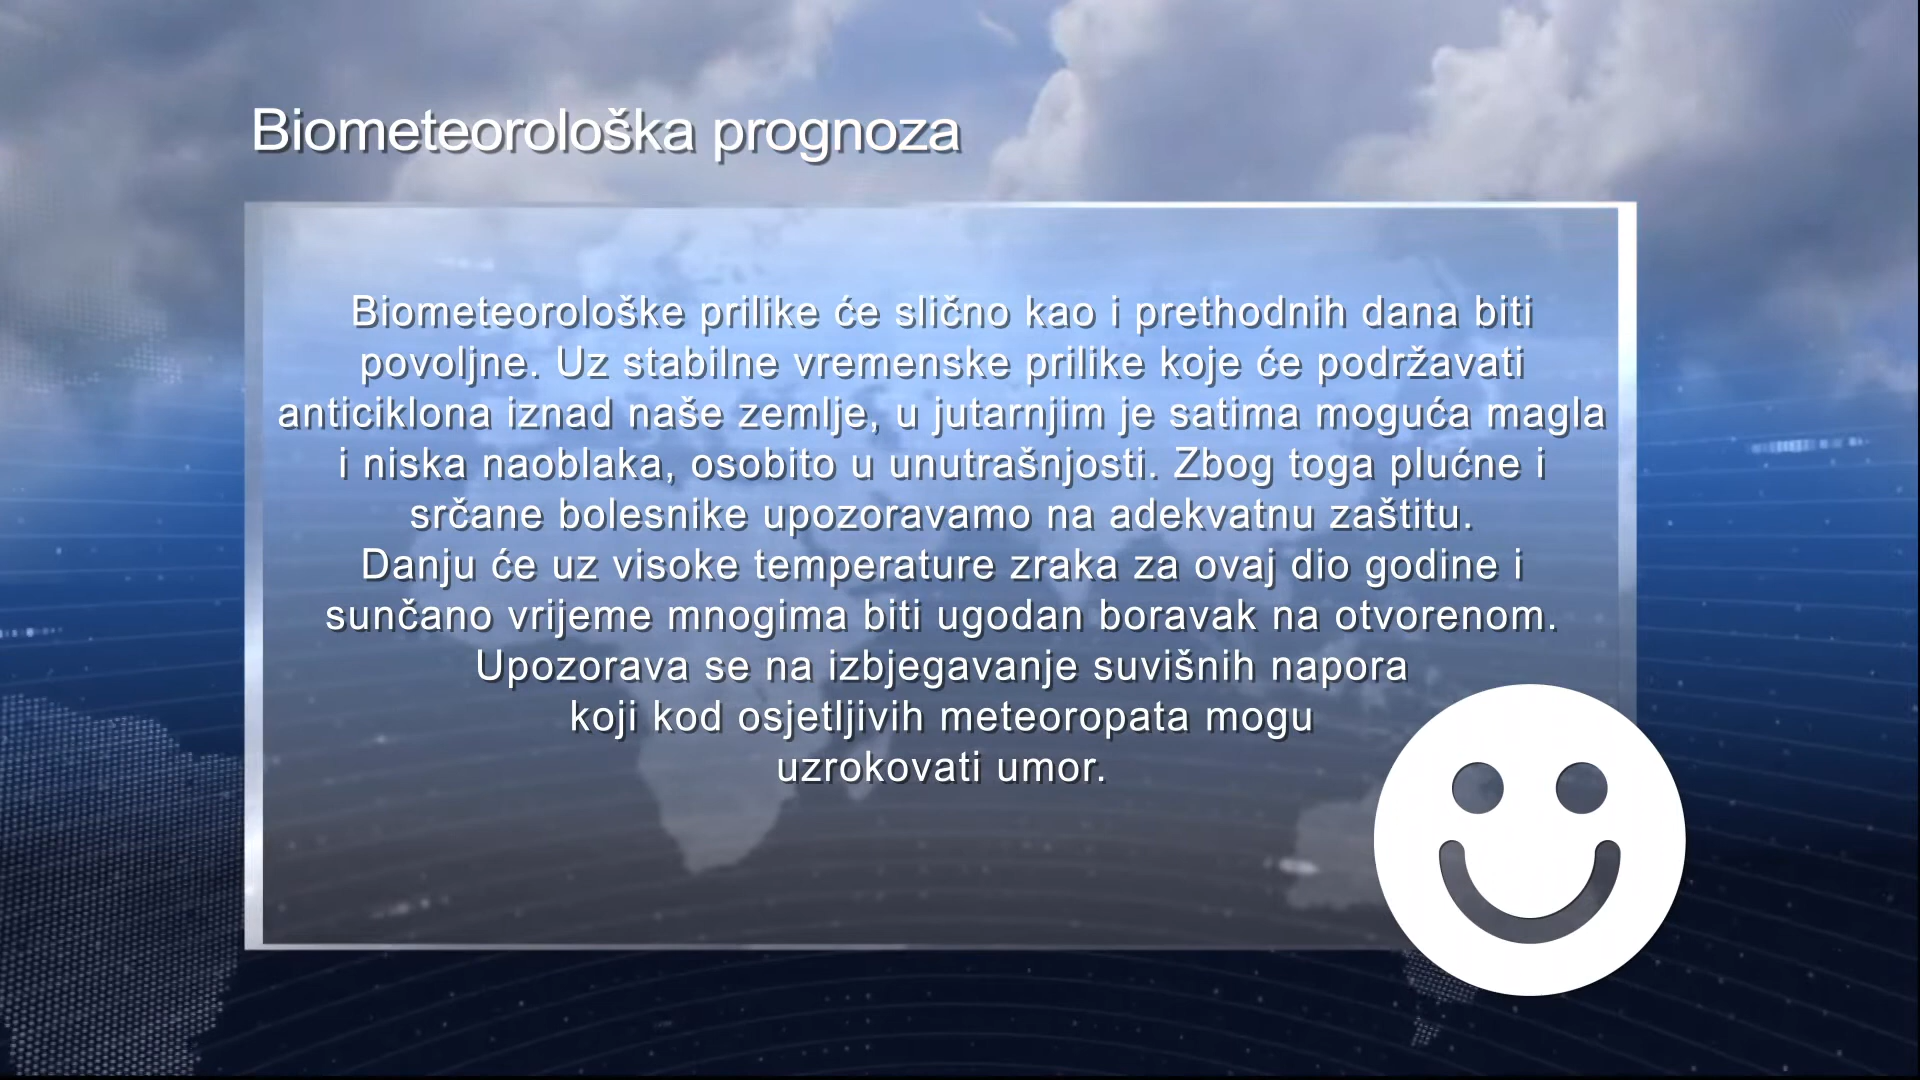 Biometeorološka prognoza
Biometeorološke prilike će slično kao i prethodnih dana biti
povoljne. Uz stabilne vremenske prilike koje će podržavati
anticiklona iznad naše zemlje, u jutarnjim je satima moguća magla
i niska naoblaka, osobito u unutrašnjosti. Zbog toga plućne i
srčane bolesnike upozoravamo na adekvatnu zaštitu.
Danju će uz visoke temperature zraka za ovaj dio godine i
sunčano vrijeme mnogima biti ugodan boravak na otvorenom.
Upozorava se na izbjegavanje suvišnih napora
koji kod osjetljivih meteoropata mogu
uzrokovati umor.